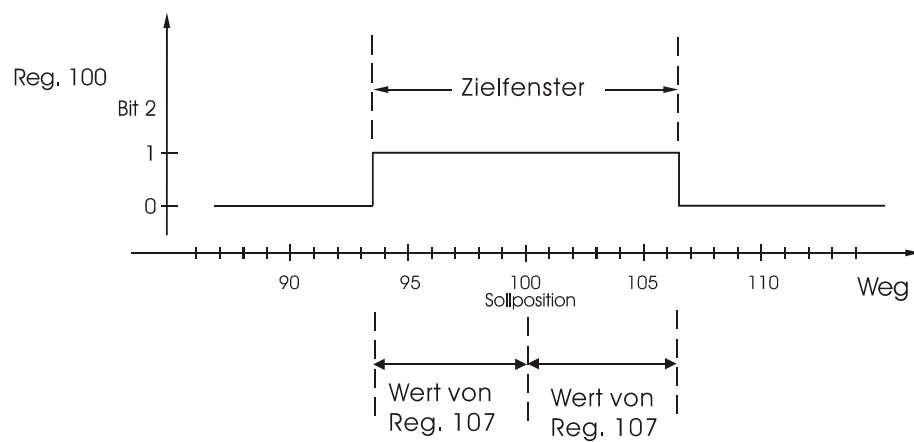 Reg. 100
Zielfenster
Bit 2
1
0
90 95 100 105 110
Sollposition
Weg
Wert von
Reg. 107
Wert von
Reg. 107